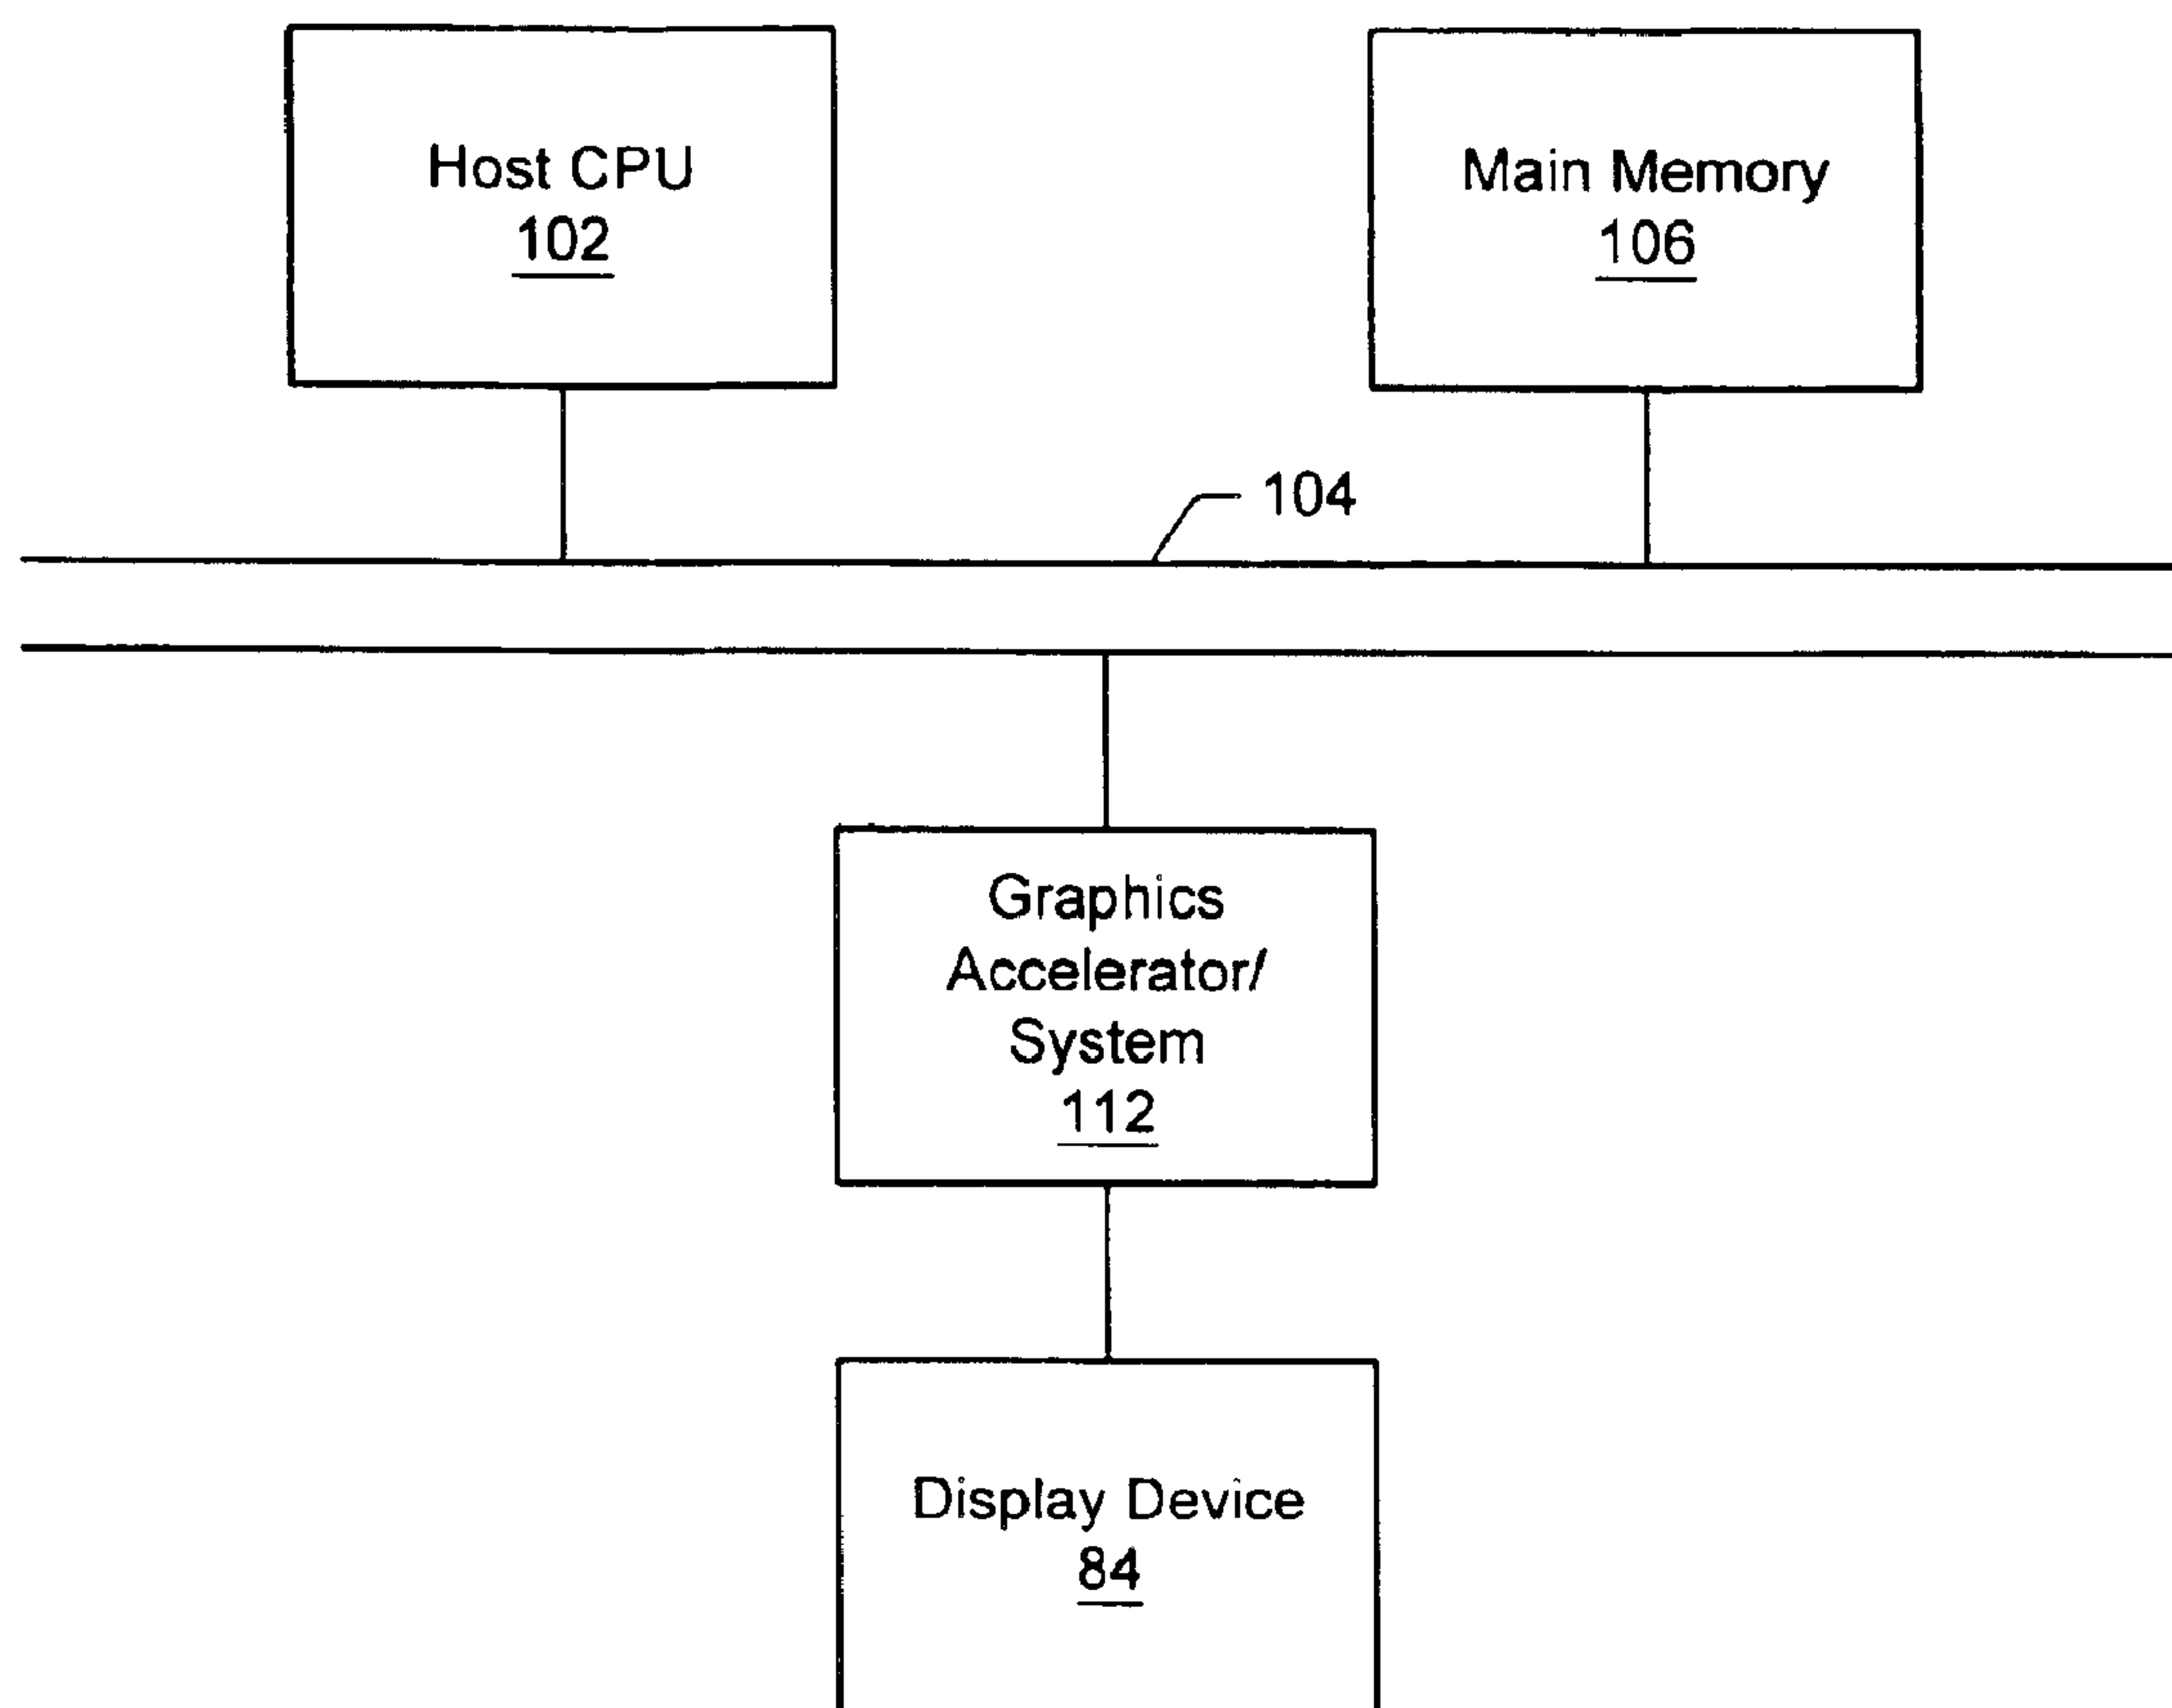 Host CPU
102
Main Memory
106
104
Graphics
Accelerator/
System
112
Display Device
84